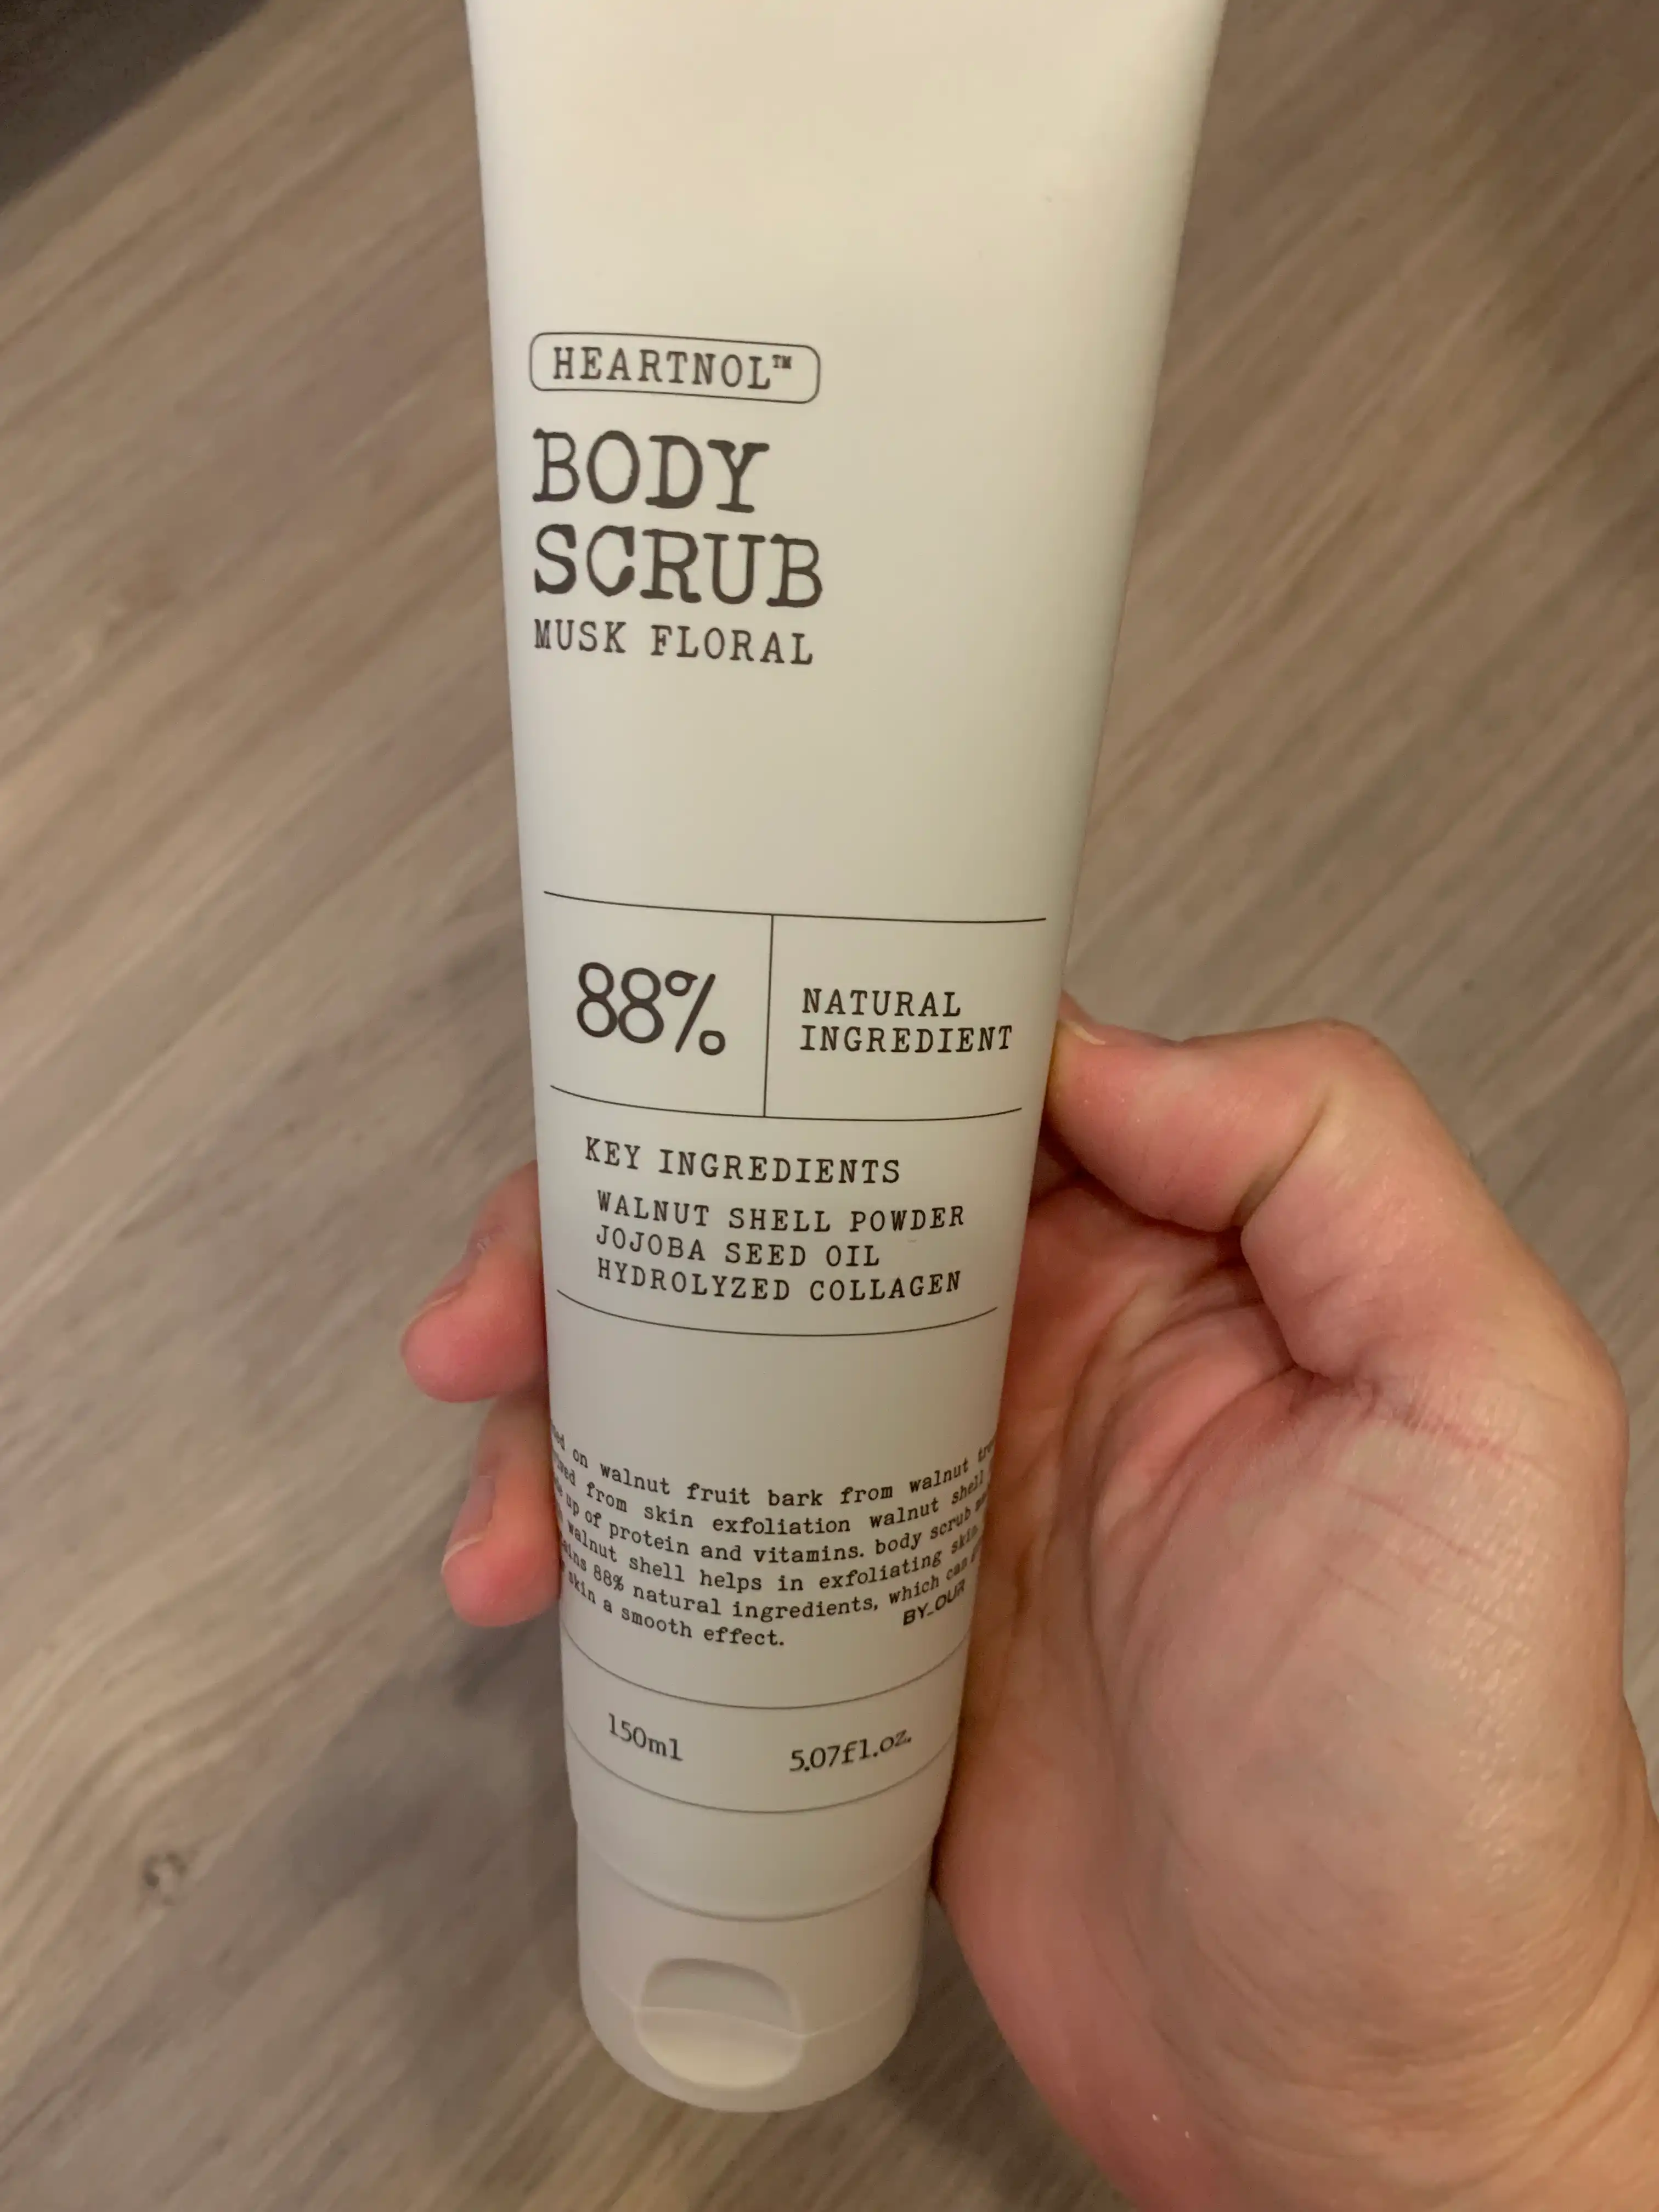 HEARTNOL™
BODY
SCRUB
MUSK FLORAL
88%
NATURAL
INGREDIENT
KEY INGREDIENTS
WALNUT SHELL POWDER
JOJOBA SEED OIL
HYDROLYZED COLLAGEN
on walnut fruit bark from walnut
from skin exfoliation walnut shell
up of protein and vitamins. body scrub
walnut shell helps in exfoliating
88% natural ingredients, which can
skin a smooth effect.
BY_OUR
150ml
5.07fl.oz.